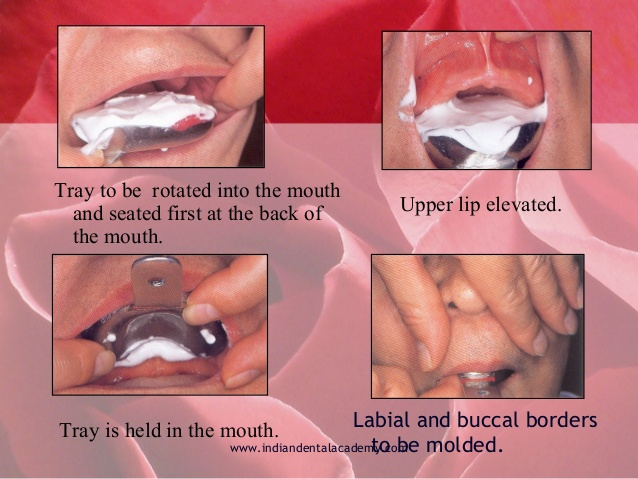 Tray to be rotated into the mouth
and seated first at the back of
the mouth.
Upper lip elevated.
Tray is held in the mouth.
Labial and buccal borders
to be molded.
www.indiandentalacademy.com